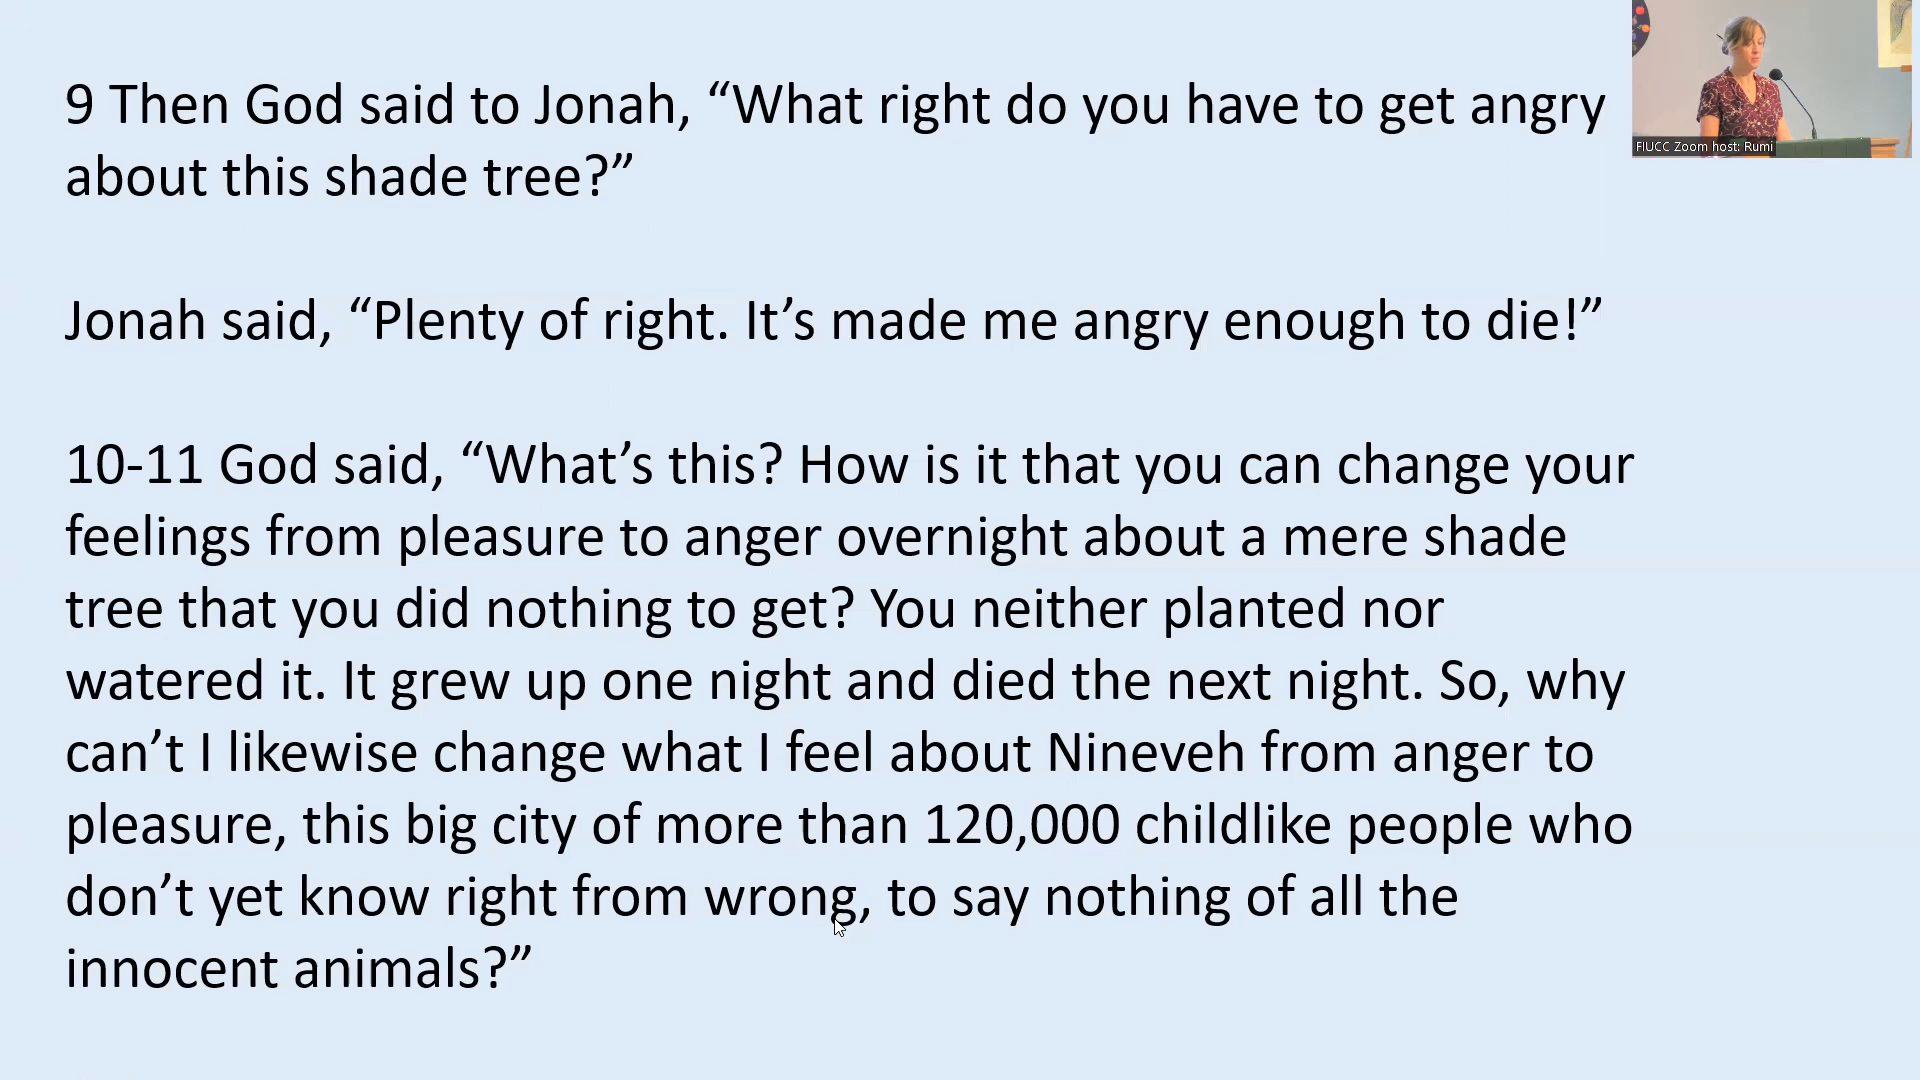 9 Then God said to Jonah, “What right do you have to get angry
about this shade tree?”
Jonah said, “Plenty of right. It’s made me angry enough to die!”
10-11 God said, “What’s this? How is it that you can change your
feelings from pleasure to anger overnight about a mere shade
tree that you did nothing to get? You neither planted nor
watered it. It grew up one night and died the next night. So, why
can’t I likewise change what I feel about Nineveh from anger to
pleasure, this big city of more than 120,000 childlike people who
don’t yet know right from wrong, to say nothing of all the
innocent animals?”
FIUCC Zoom host: Rumi